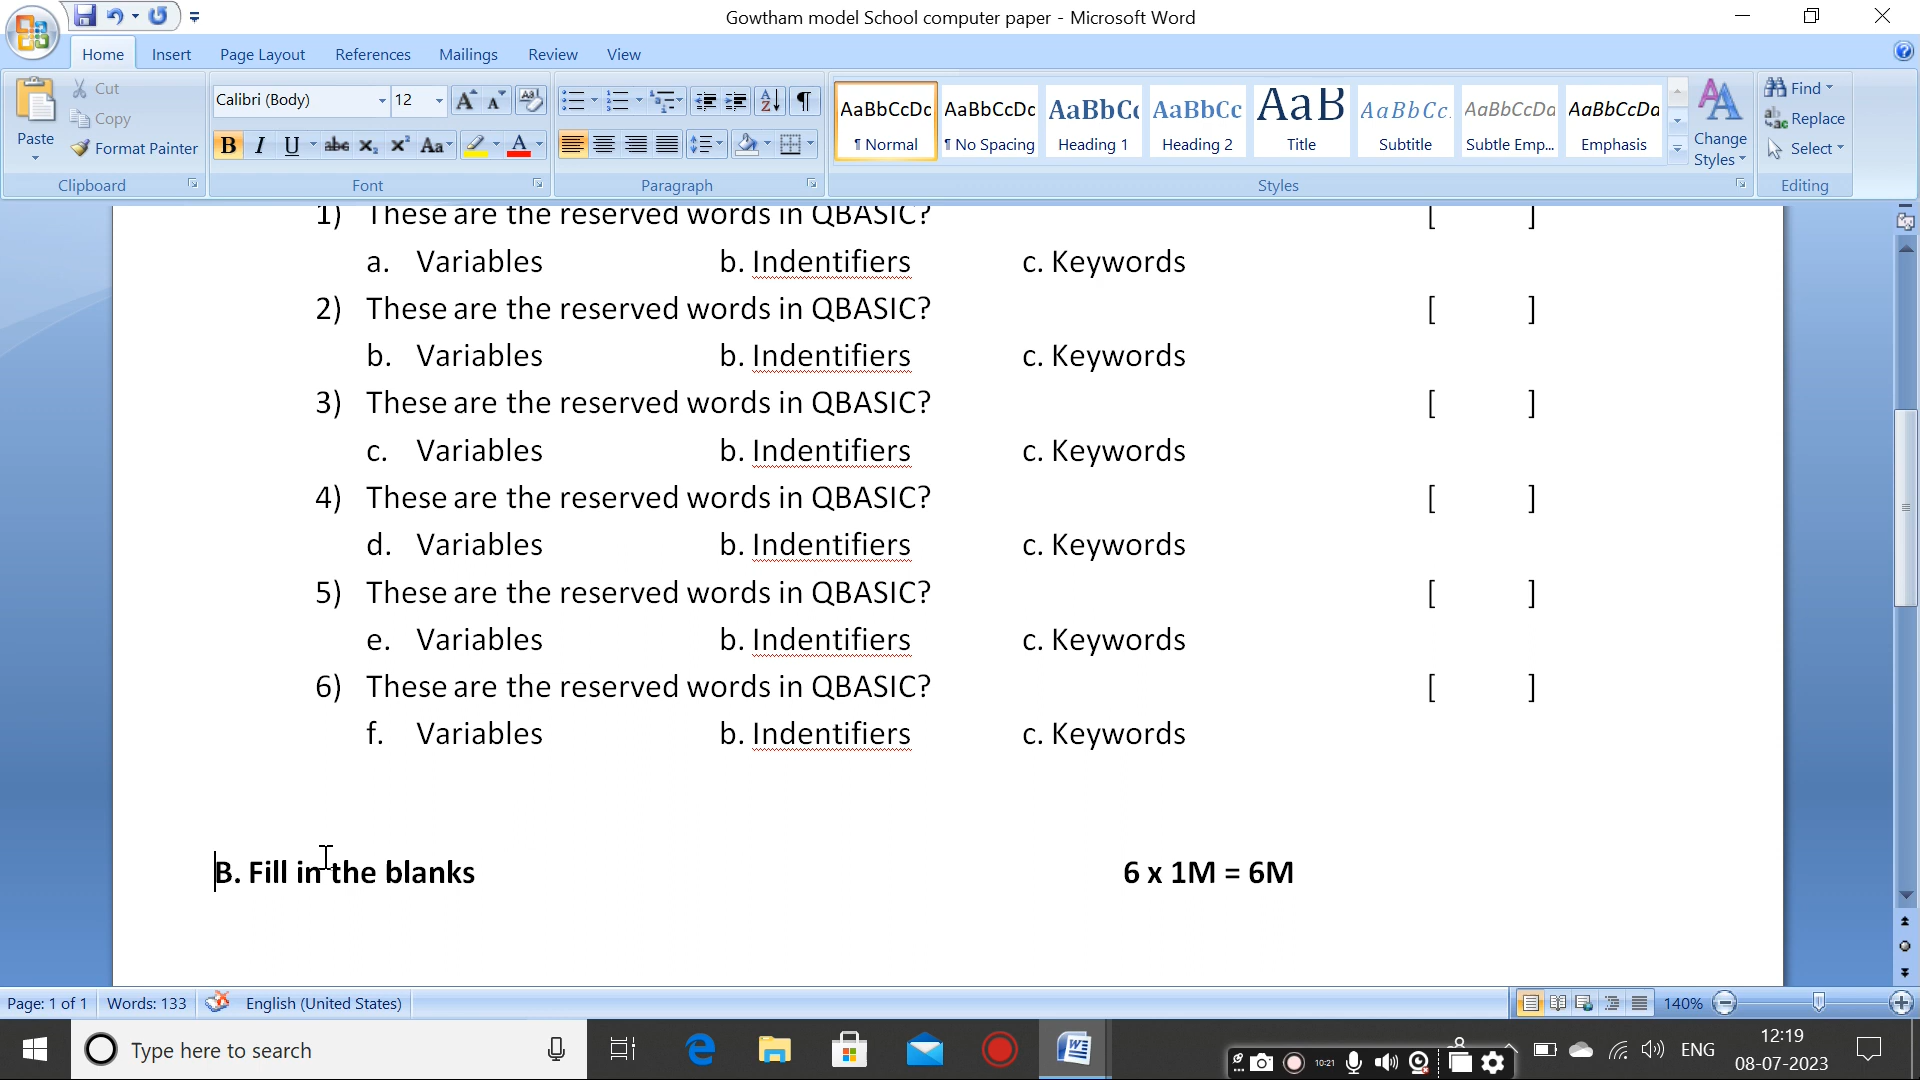 Gowtham model School computer paper - Microsoft Word
Home Insert Page Layout References Mailings Review View
Paste
Cut
Copy
Format Painter
Clipboard
Calibri (Body) 12
Font
Paragraph
AaBbCcDc AaBbCcDc AaBbCc AaBbCc AaB AaBbCc. AaBbCcDa AaBbCcDa
¶ Normal ¶ No Spacing Heading 1 Heading 2 Title Subtitle Subtle Emp... Emphasis
Styles
Change Styles
Find
Replace
Select
Editing
1) These are the reserved words in QBASIC? [ ]
a. Variables b. Indentifiers c. Keywords
2) These are the reserved words in QBASIC? [ ]
b. Variables b. Indentifiers c. Keywords
3) These are the reserved words in QBASIC? [ ]
c. Variables b. Indentifiers c. Keywords
4) These are the reserved words in QBASIC? [ ]
d. Variables b. Indentifiers c. Keywords
5) These are the reserved words in QBASIC? [ ]
e. Variables b. Indentifiers c. Keywords
6) These are the reserved words in QBASIC? [ ]
f. Variables b. Indentifiers c. Keywords
B. Fill in the blanks 6 x 1M = 6M
Page: 1 of 1 Words: 133 English (United States) 140%
Type here to search
10:21
ENG
12:19
08-07-2023